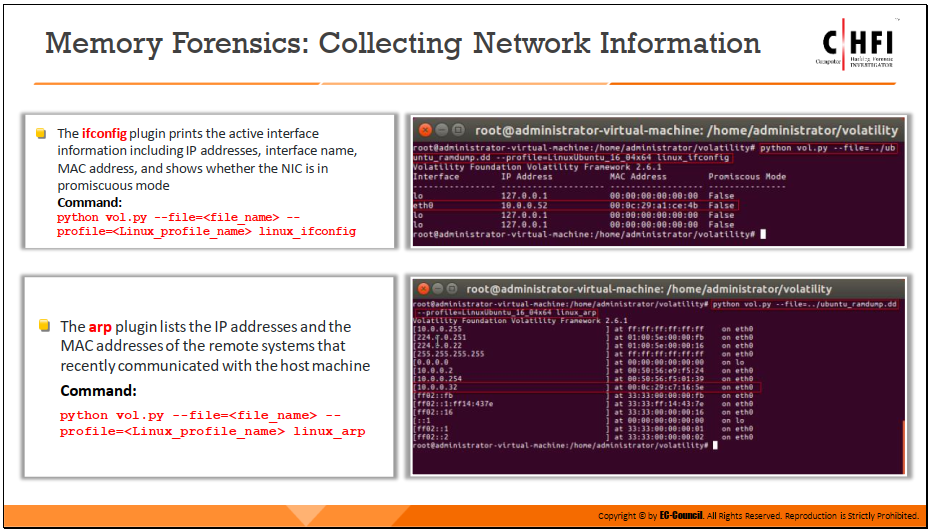 Memory Forensics: Collecting Network Information
C HFI
Computer Hacking Forensic
INVESTIGATOR
The ifconfig plugin prints the active interface
information including IP addresses, interface name,
MAC address, and shows whether the NIC is in
promiscuous mode
Command:
python vol.py --file=<file_name> --
profile=<Linux_profile_name> linux_ifconfig
root@administrator-virtual-machine: /home/administrator/volatility
root@administrator-virtual-machine:/home/administrator/volatility# python vol.py --file=../ub
untu_ramdump.dd --profile=LinuxUbuntu_16_04x64 linux_ifconfig
Volatility Foundation Volatility Framework 2.6.1
Interface IP Address MAC Address Promiscous Mode
---------------- -------------------- ------------------ ---------------
lo 127.0.0.1 00:00:00:00:00:00 False
eth0 10.0.0.52 00:0c:29:a1:ce:4b False
lo 127.0.0.1 00:00:00:00:00:00 False
lo 127.0.0.1 00:00:00:00:00:00 False
root@administrator-virtual-machine:/home/administrator/volatility#
The arp plugin lists the IP addresses and the
MAC addresses of the remote systems that
recently communicated with the host machine
Command:
python vol.py --file=<file_name> --
profile=<Linux_profile_name> linux_arp
root@administrator-virtual-machine: /home/administrator/volatility
root@administrator-virtual-machine:/home/administrator/volatility# python vol.py --file=../ubuntu_ramdump.dd
--profile=LinuxUbuntu_16_04x64 linux_arp
Volatility Foundation Volatility Framework 2.6.1
[10.0.0.255 ] at ff:ff:ff:ff:ff:ff on eth0
[224.0.0.251 ] at 01:00:5e:00:00:fb on eth0
[224.0.0.22 ] at 01:00:5e:00:00:16 on eth0
[255.255.255.255 ] at ff:ff:ff:ff:ff:ff on eth0
[0.0.0.0 ] at 00:00:00:00:00:00 on lo
[10.0.0.2 ] at 00:50:56:e9:f5:24 on eth0
[10.0.0.254 ] at 00:50:56:f5:01:39 on eth0
[10.0.0.32 ] at 00:0c:29:c7:16:5e on eth0
[ff02::fb ] at 33:33:00:00:00:fb on eth0
[ff02::1:ff14:437e ] at 33:33:ff:14:43:7e on eth0
[ff02::16 ] at 33:33:00:00:00:16 on eth0
[::1 ] at 00:00:00:00:00:00 on lo
[ff02::1 ] at 33:33:00:00:00:01 on eth0
[ff02::2 ] at 33:33:00:00:00:02 on eth0
root@administrator-virtual-machine:/home/administrator/volatility#
Copyright © by EC-Council. All Rights Reserved. Reproduction is Strictly Prohibited.